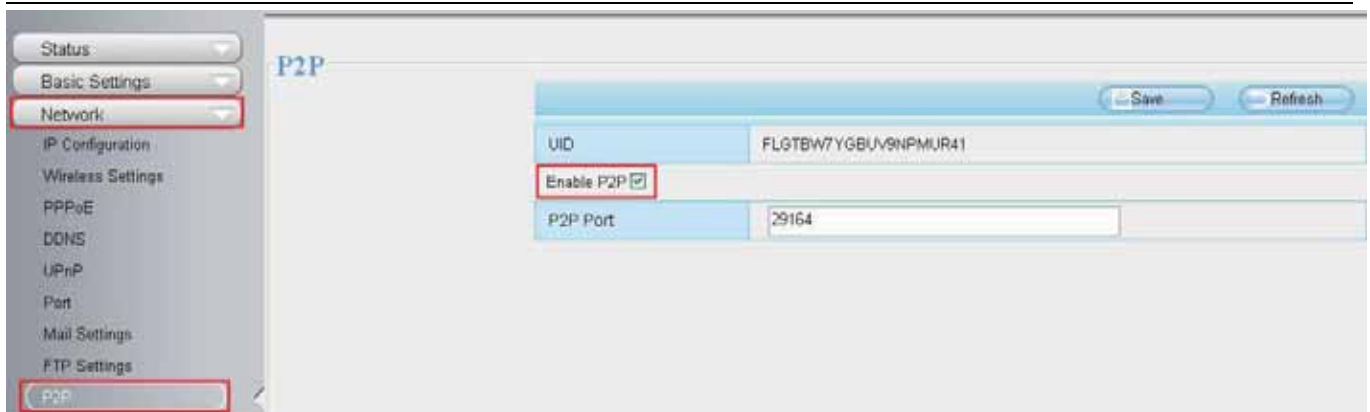 Status
Basic Settings
Network
IP Configuration
Wireless Settings
PPPoE
DDNS
UPnP
Port
Mail Settings
FTP Settings
P2P
P2P
Save Refresh
UID FLGTBW7YGBUV9NPMUR41
Enable P2P
P2P Port 29164